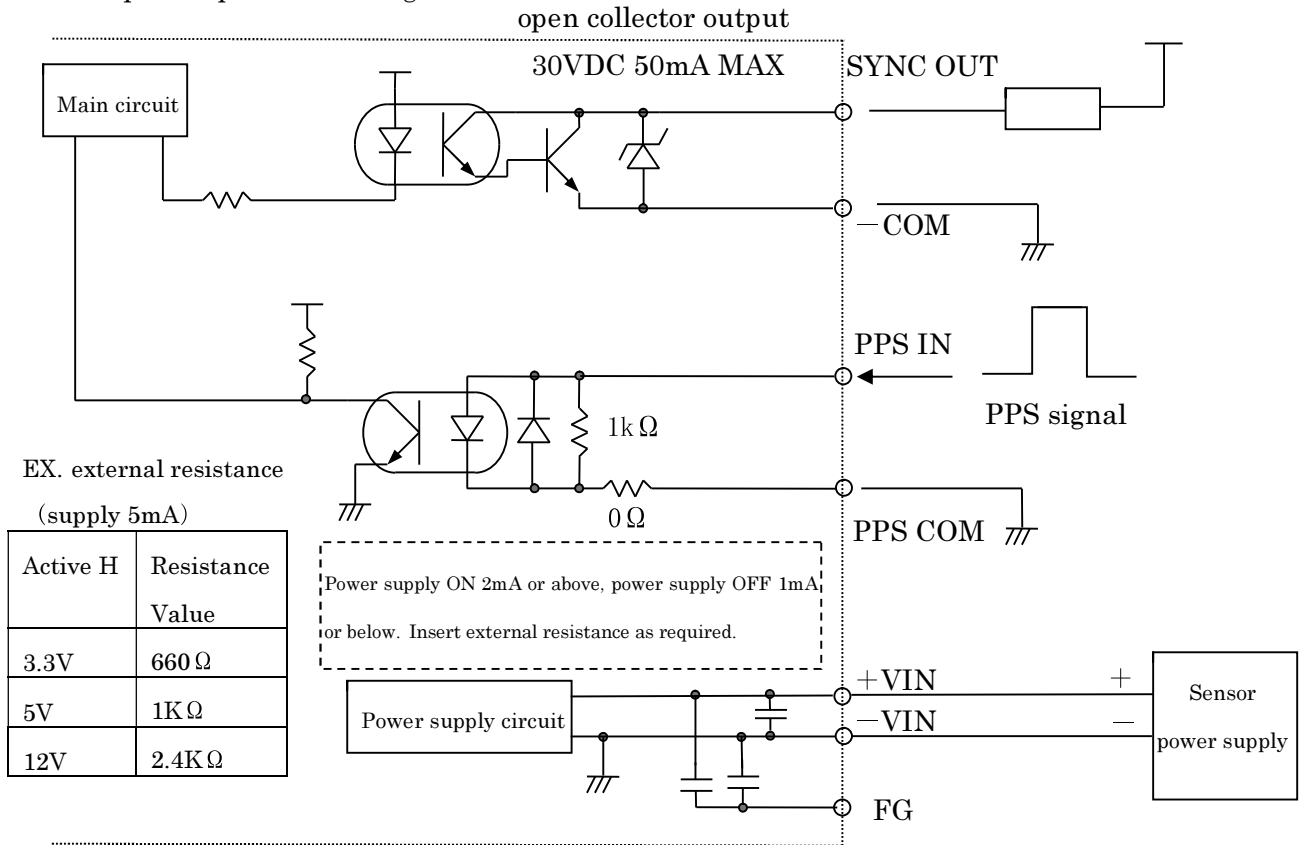 open collector output
30VDC 50mA MAX
SYNC OUT
Main circuit
－COM
PPS IN
PPS signal
1kΩ
0Ω
PPS COM
EX. external resistance
(supply 5mA)
Active H Resistance
Value
3.3V 660Ω
5V 1KΩ
12V 2.4KΩ
Power supply ON 2mA or above, power supply OFF 1mA
or below. Insert external resistance as required.
Power supply circuit
＋VIN
－VIN
＋
－
Sensor
power supply
FG